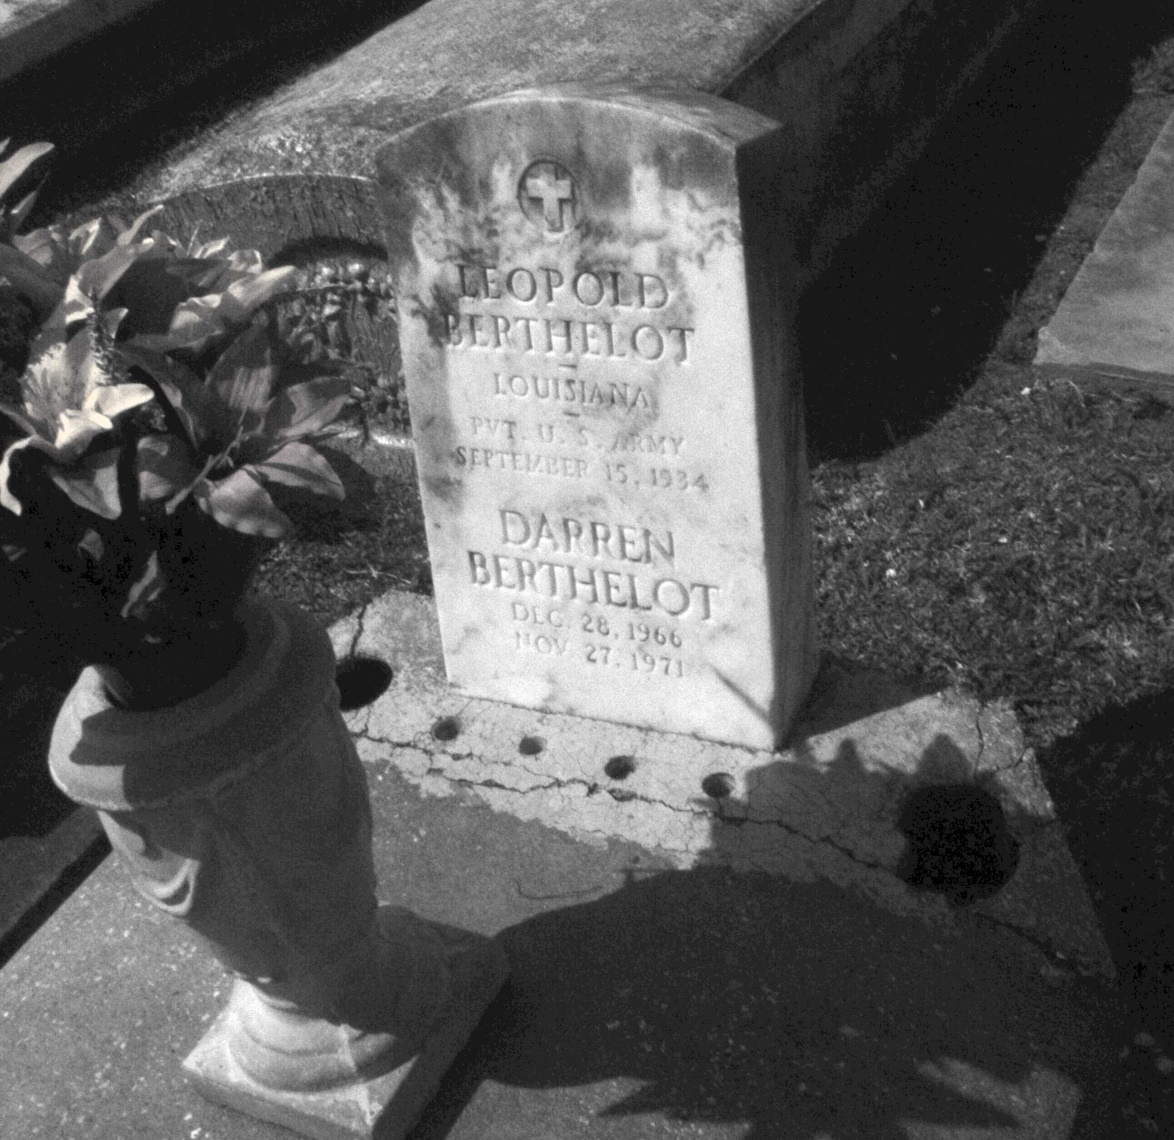 LEOPOLD
BERTHELOT
LOUISIANA
PVT. U. S. ARMY
SEPTEMBER 15, 1934
DARREN
BERTHELOT
DEC. 28, 1966
NOV. 27, 1971